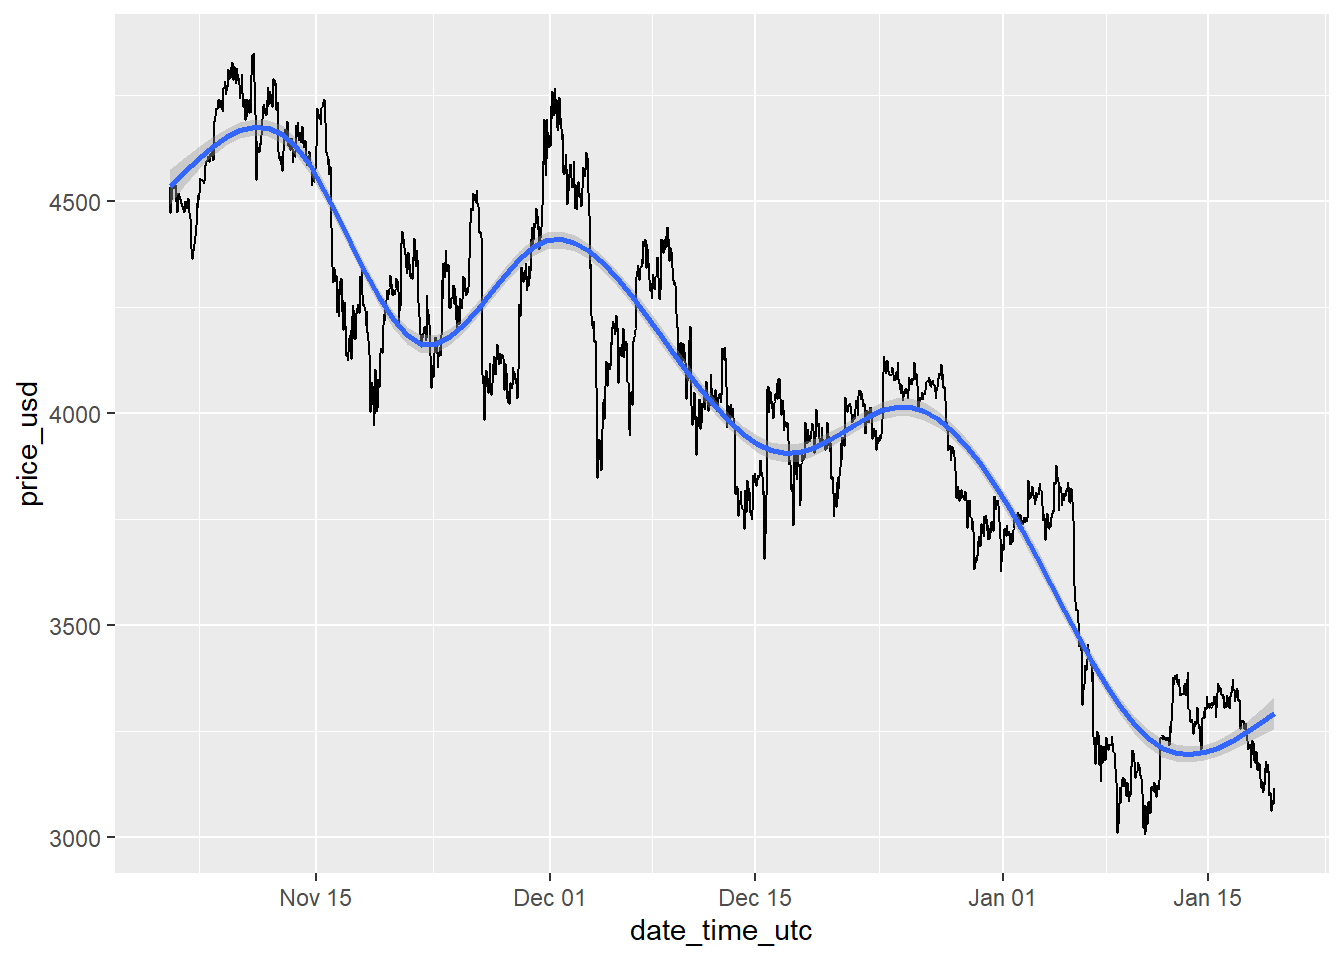 price_usd
4500
4000
3500
3000
Nov 15
Dec 01
Dec 15
Jan 01
Jan 15
date_time_utc